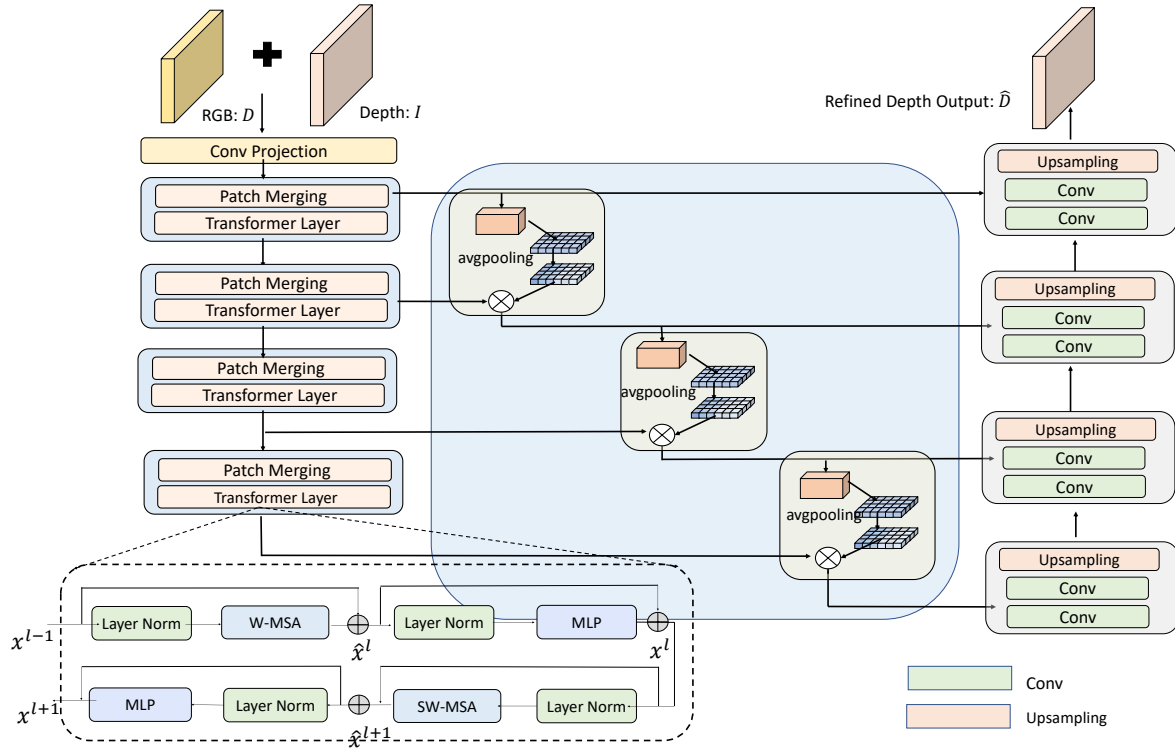 RGB: D
Depth: I
Refined Depth Output: D̂
Conv Projection
Patch Merging
Transformer Layer
Patch Merging
Transformer Layer
Patch Merging
Transformer Layer
Patch Merging
Transformer Layer
avgpooling
avgpooling
avgpooling
Upsampling
Conv
Conv
Upsampling
Conv
Conv
Upsampling
Conv
Conv
Upsampling
Conv
Conv
x^{l-1}
Layer Norm
W-MSA
x̂^{l}
Layer Norm
MLP
x^{l}
x^{l+1}
MLP
Layer Norm
x̂^{l+1}
SW-MSA
Layer Norm
Conv
Upsampling